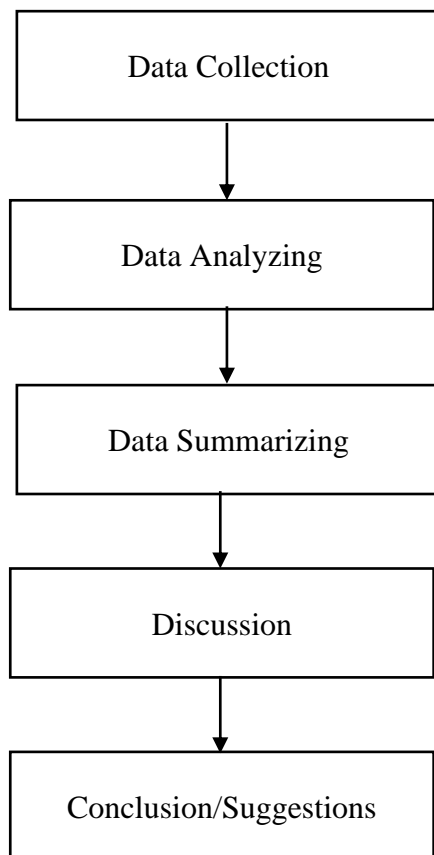 Data Collection
Data Analyzing
Data Summarizing
Discussion
Conclusion/Suggestions